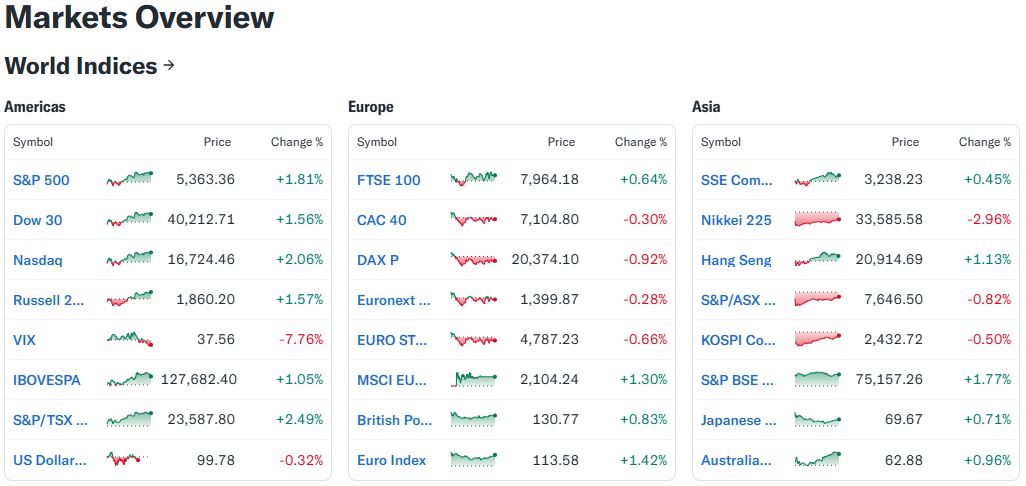 Markets Overview
World Indices →
Americas
Symbol Price Change %
S&P 500 5,363.36 +1.81%
Dow 30 40,212.71 +1.56%
Nasdaq 16,724.46 +2.06%
Russell 2... 1,860.20 +1.57%
VIX 37.56 -7.76%
IBOVESPA 127,682.40 +1.05%
S&P/TSX ... 23,587.80 +2.49%
US Dollar... 99.78 -0.32%
Europe
Symbol Price Change %
FTSE 100 7,964.18 +0.64%
CAC 40 7,104.80 -0.30%
DAX P 20,374.10 -0.92%
Euronext ... 1,399.87 -0.28%
EURO ST... 4,787.23 -0.66%
MSCI EU... 2,104.24 +1.30%
British Po... 130.77 +0.83%
Euro Index 113.58 +1.42%
Asia
Symbol Price Change %
SSE Com... 3,238.23 +0.45%
Nikkei 225 33,585.58 -2.96%
Hang Seng 20,914.69 +1.13%
S&P/ASX ... 7,646.50 -0.82%
KOSPI Co... 2,432.72 -0.50%
S&P BSE ... 75,157.26 +1.77%
Japanese ... 69.67 +0.71%
Australia... 62.88 +0.96%